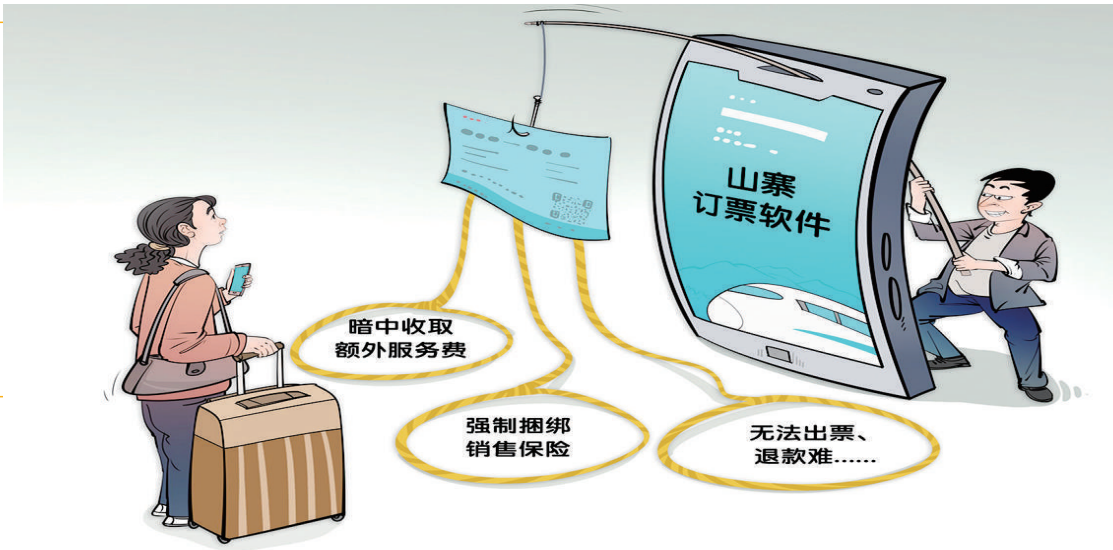 山寨
订票软件
暗中收取
额外服务费
强制捆绑
销售保险
无法出票、
退款难……